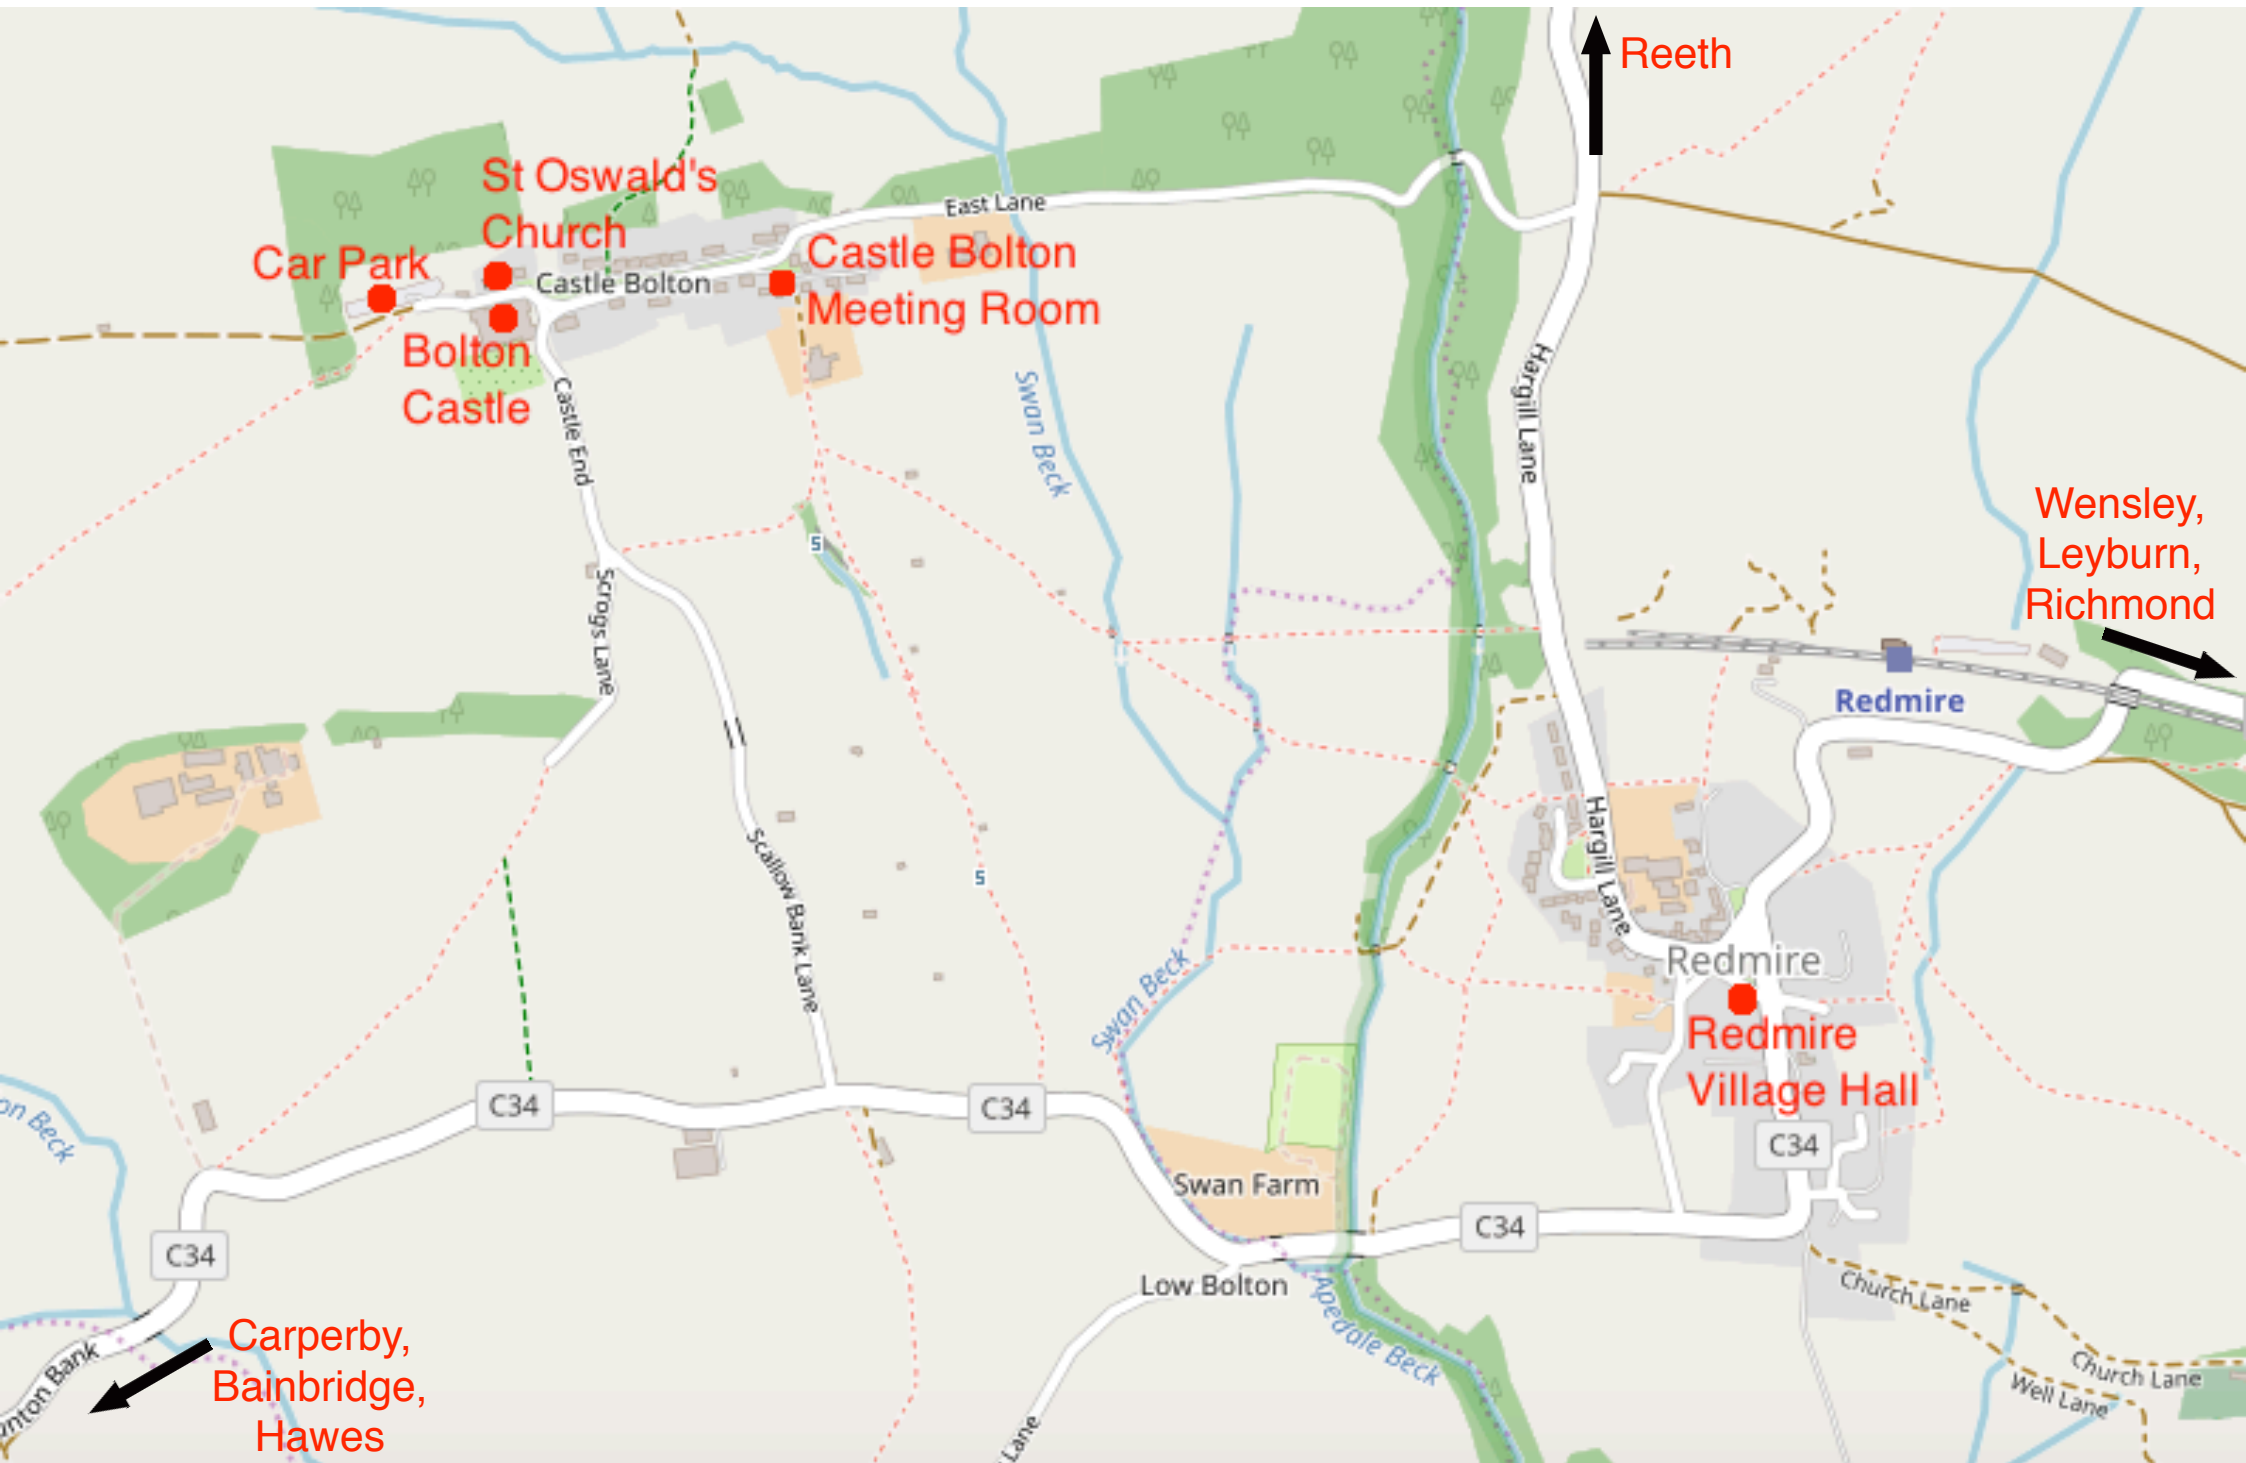 Reeth
St Oswald's
Church
East Lane
Car Park
Castle Bolton
Castle Bolton
Meeting Room
Bolton
Castle
Castle End
Swan Beck
Hargill Lane
Wensley,
Leyburn,
Richmond
S
Scrogs Lane
Redmire
Scallow Bank Lane
Hargill Lane
S
Redmire
Swan Beck
Redmire
Village Hall
C34
C34
C34
Swan Farm
C34
C34
Low Bolton
Apedale Beck
Church Lane
Church Lane
Well Lane
Beck
Bank
Carperby,
Bainbridge,
Hawes
Lane